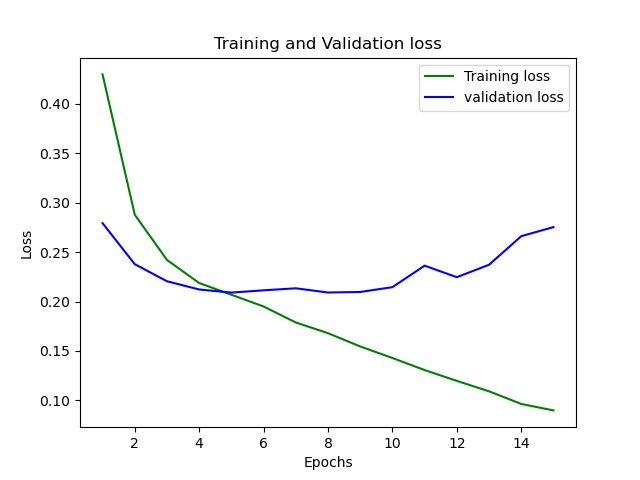 Training and Validation loss
Training loss
validation loss
0.40
0.35
0.30
0.25
0.20
0.15
0.10
Loss
2 4 6 8 10 12 14
Epochs